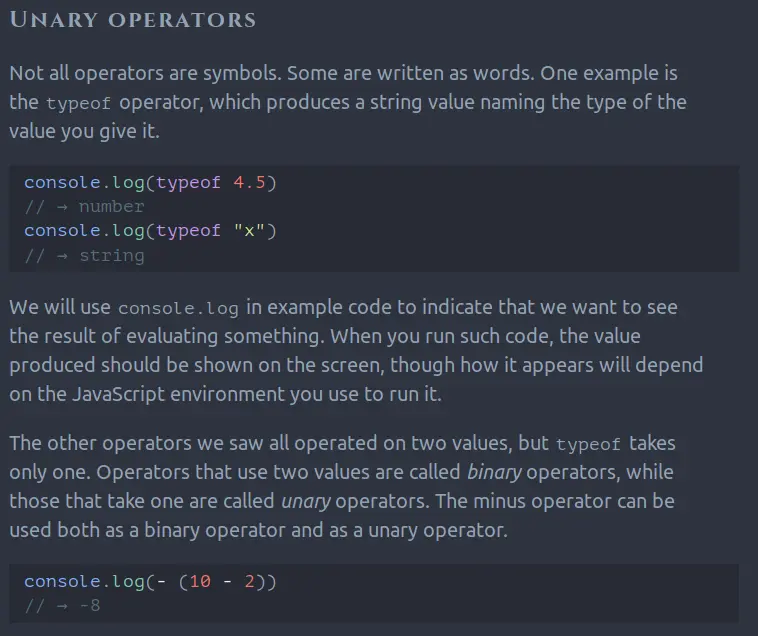 Unary operators
Not all operators are symbols. Some are written as words. One example is
the typeof operator, which produces a string value naming the type of the
value you give it.
console.log(typeof 4.5)
// → number
console.log(typeof "x")
// → string
We will use console.log in example code to indicate that we want to see
the result of evaluating something. When you run such code, the value
produced should be shown on the screen, though how it appears will depend
on the JavaScript environment you use to run it.
The other operators we saw all operated on two values, but typeof takes
only one. Operators that use two values are called binary operators, while
those that take one are called unary operators. The minus operator can be
used both as a binary operator and as a unary operator.
console.log(- (10 - 2))
// → -8